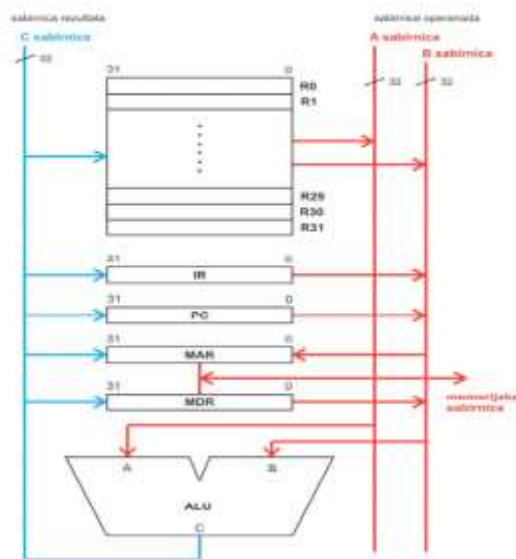 sabirnica rezultata
sabirnice operanada
C sabirnica
A sabirnica
B sabirnica
32
32
32
31 0
R0
R1
R29
R30
R31
31 0
IR
31 0
PC
31 0
MAR
31 0
MDR
memorijska
sabirnica
A
B
ALU
C